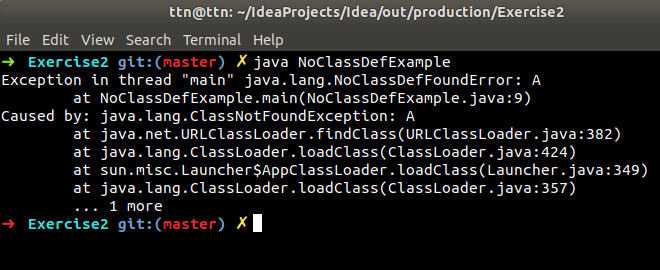 ttn@ttn: ~/IdeaProjects/Idea/out/production/Exercise2
File Edit View Search Terminal Help
➜ Exercise2 git:(master) ✗ java NoClassDefExample
Exception in thread "main" java.lang.NoClassDefFoundError: A
at NoClassDefExample.main(NoClassDefExample.java:9)
Caused by: java.lang.ClassNotFoundException: A
at java.net.URLClassLoader.findClass(URLClassLoader.java:382)
at java.lang.ClassLoader.loadClass(ClassLoader.java:424)
at sun.misc.Launcher$AppClassLoader.loadClass(Launcher.java:349)
at java.lang.ClassLoader.loadClass(ClassLoader.java:357)
... 1 more
➜ Exercise2 git:(master) ✗